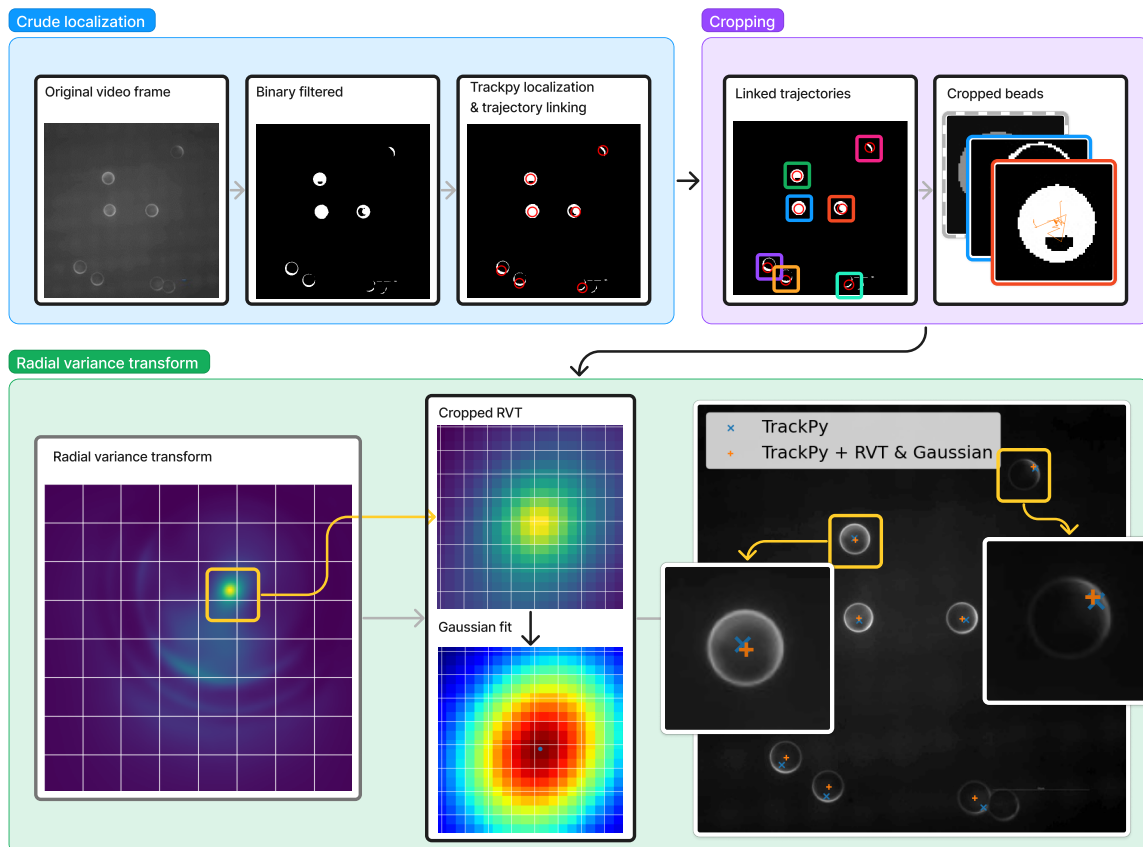 Crude localization
Cropping
Original video frame
Binary filtered
Trackpy localization
& trajectory linking
Linked trajectories
Cropped beads
Radial variance transform
Radial variance transform
Cropped RVT
Gaussian fit
TrackPy
TrackPy + RVT & Gaussian